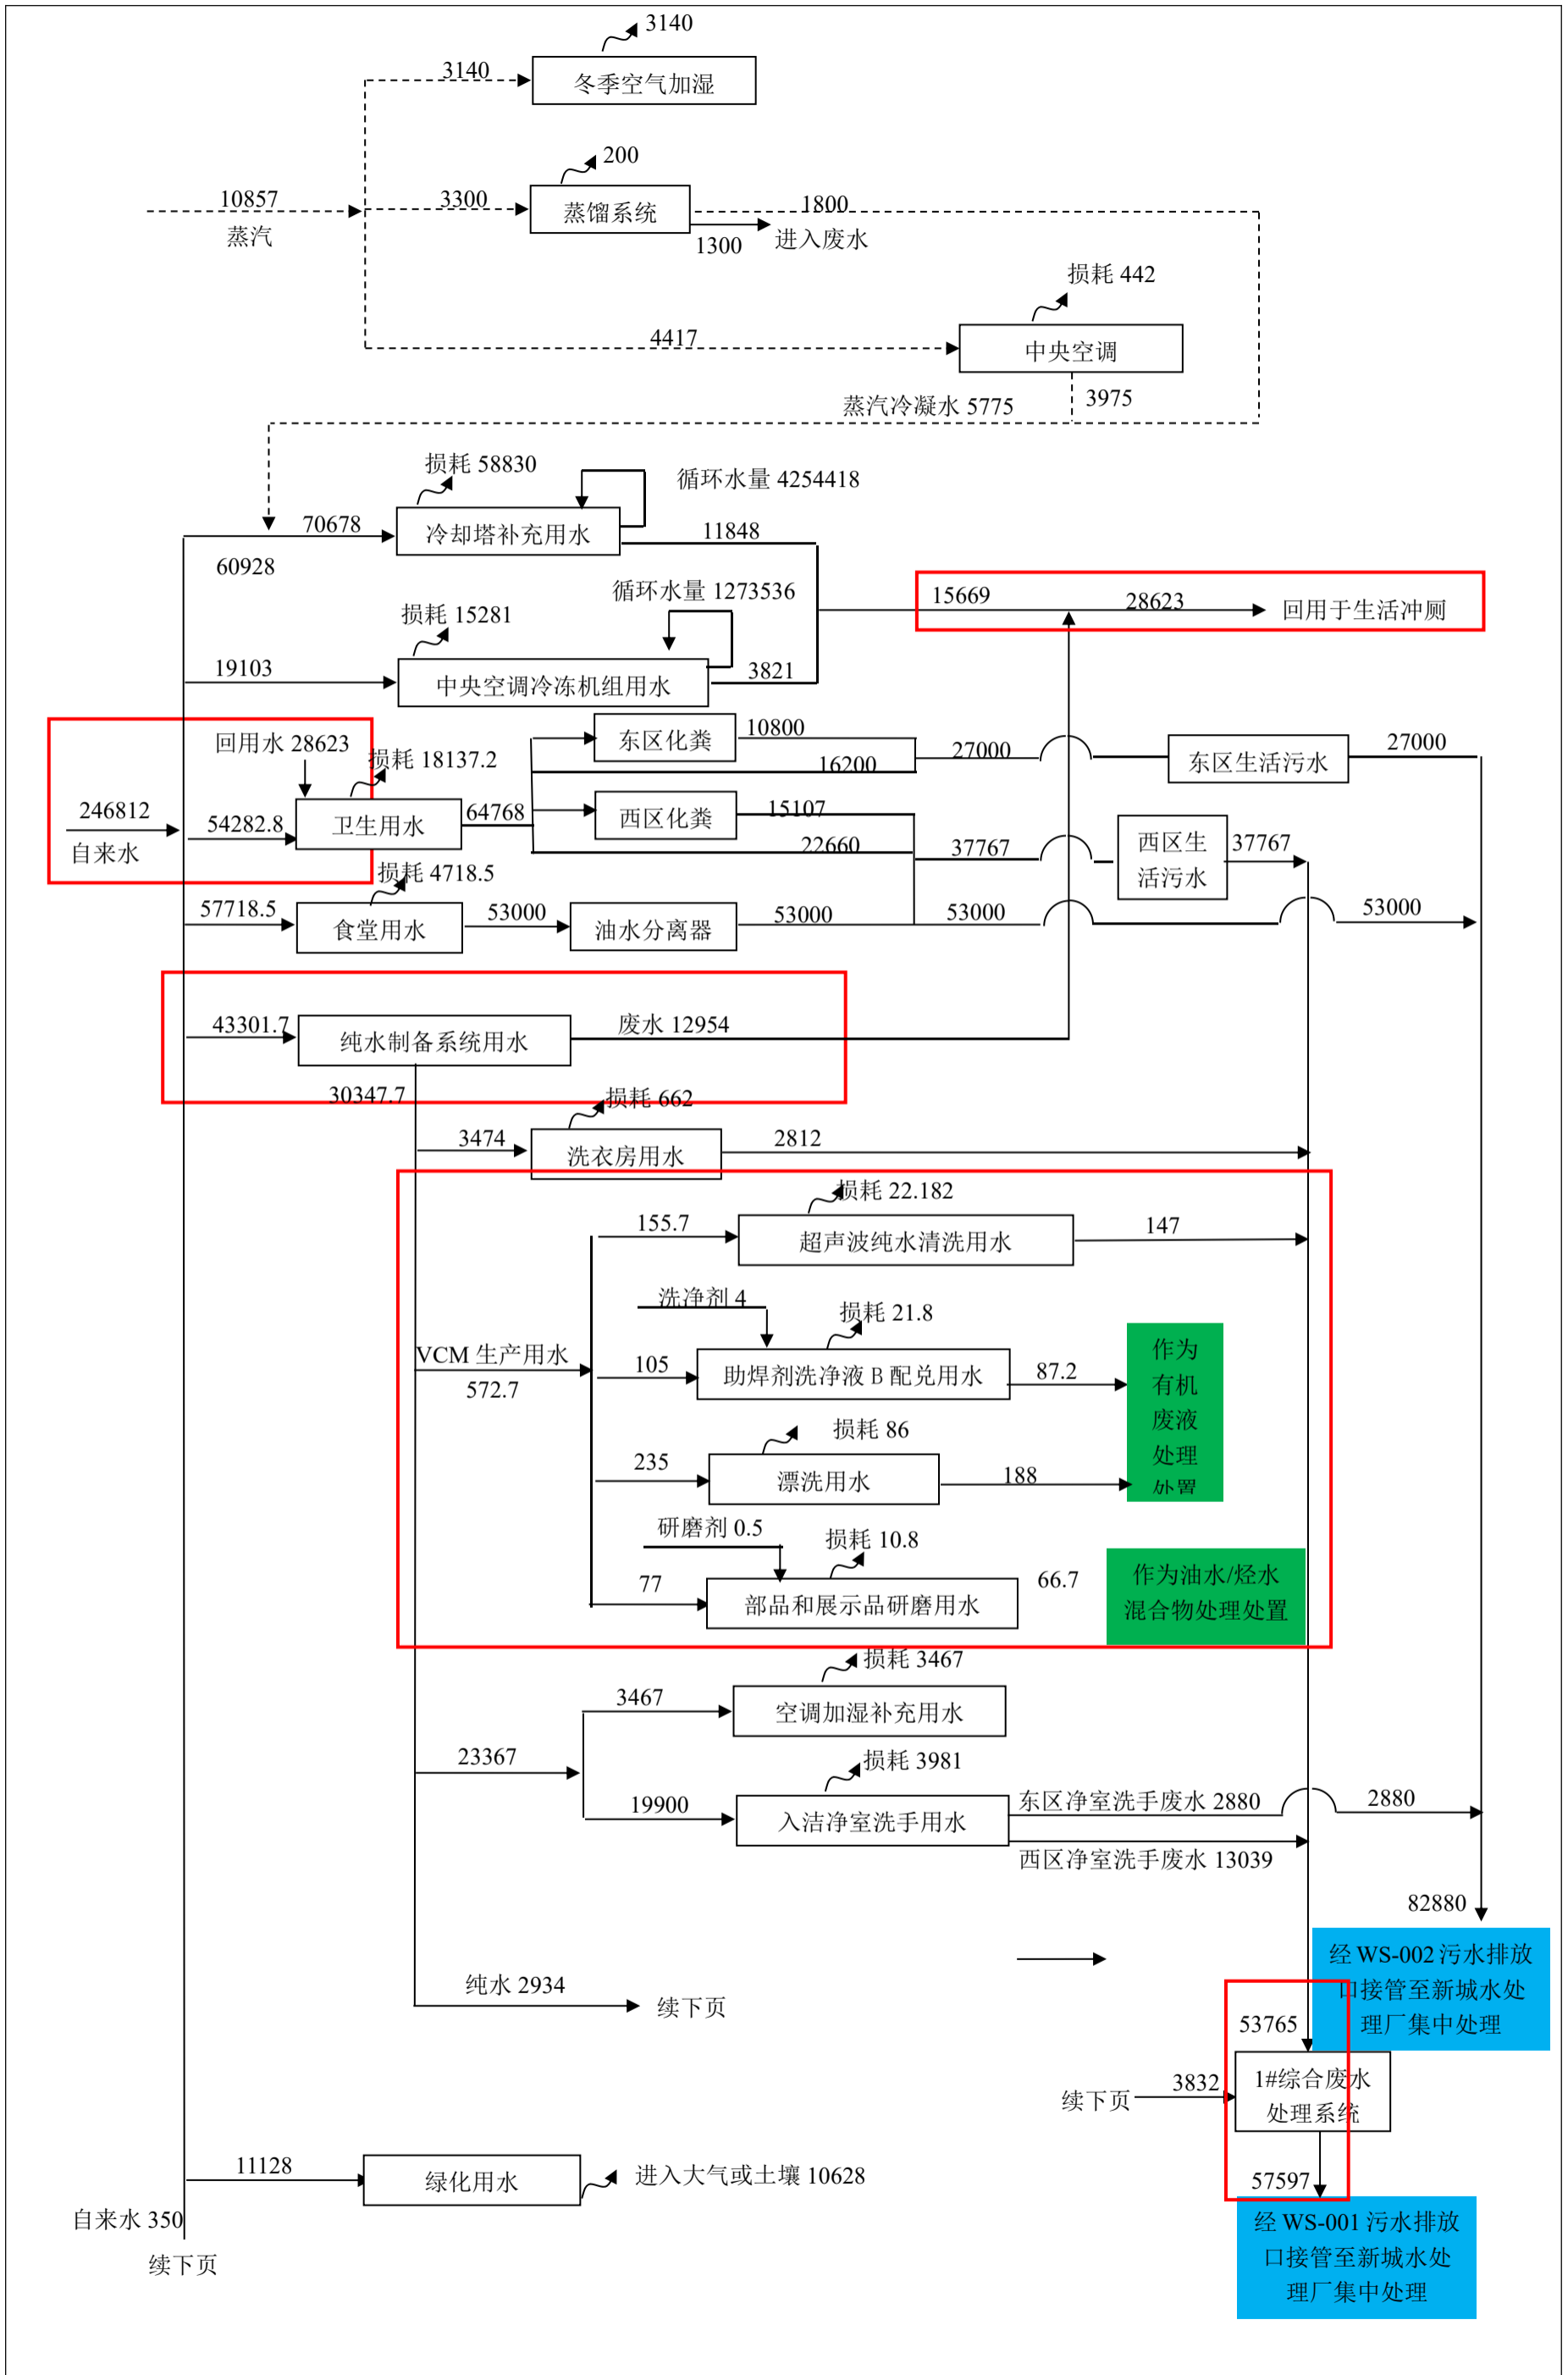 3140
3140
冬季空气加湿
200
10857
3300
蒸馏系统
1800
蒸汽
1300
进入废水
损耗 442
4417
中央空调
3975
蒸汽冷凝水 5775
损耗 58830
循环水量 4254418
70678
冷却塔补充用水
11848
60928
循环水量 1273536
15669
28623
回用于生活冲厕
损耗 15281
19103
中央空调冷冻机组用水
3821
回用水 28623
损耗 18137.2
东区化粪
10800
16200
27000
东区生活污水
27000
246812
自来水
54282.8
卫生用水
64768
西区化粪
15107
22660
37767
西区生
活污水
37767
损耗 4718.5
57718.5
食堂用水
53000
油水分离器
53000
53000
53000
43301.7
纯水制备系统用水
废水 12954
30347.7
损耗 662
3474
洗衣房用水
2812
损耗 22.182
155.7
超声波纯水清洗用水
147
洗净剂 4
损耗 21.8
VCM 生产用水
572.7
105
助焊剂洗净液 B 配兑用水
87.2
作为
有机
废液
处理
处置
损耗 86
235
漂洗用水
188
研磨剂 0.5
损耗 10.8
77
部品和展示品研磨用水
66.7
作为油水/烃水
混合物处理处置
损耗 3467
3467
空调加湿补充用水
23367
损耗 3981
19900
入洁净室洗手用水
东区净室洗手废水 2880
2880
西区净室洗手废水 13039
82880
经 WS-002 污水排放
口接管至新城水处
理厂集中处理
纯水 2934
续下页
53765
续下页
3832
1#综合废水
处理系统
11128
绿化用水
进入大气或土壤 10628
57597
自来水 350
续下页
经 WS-001 污水排放
口接管至新城水处
理厂集中处理